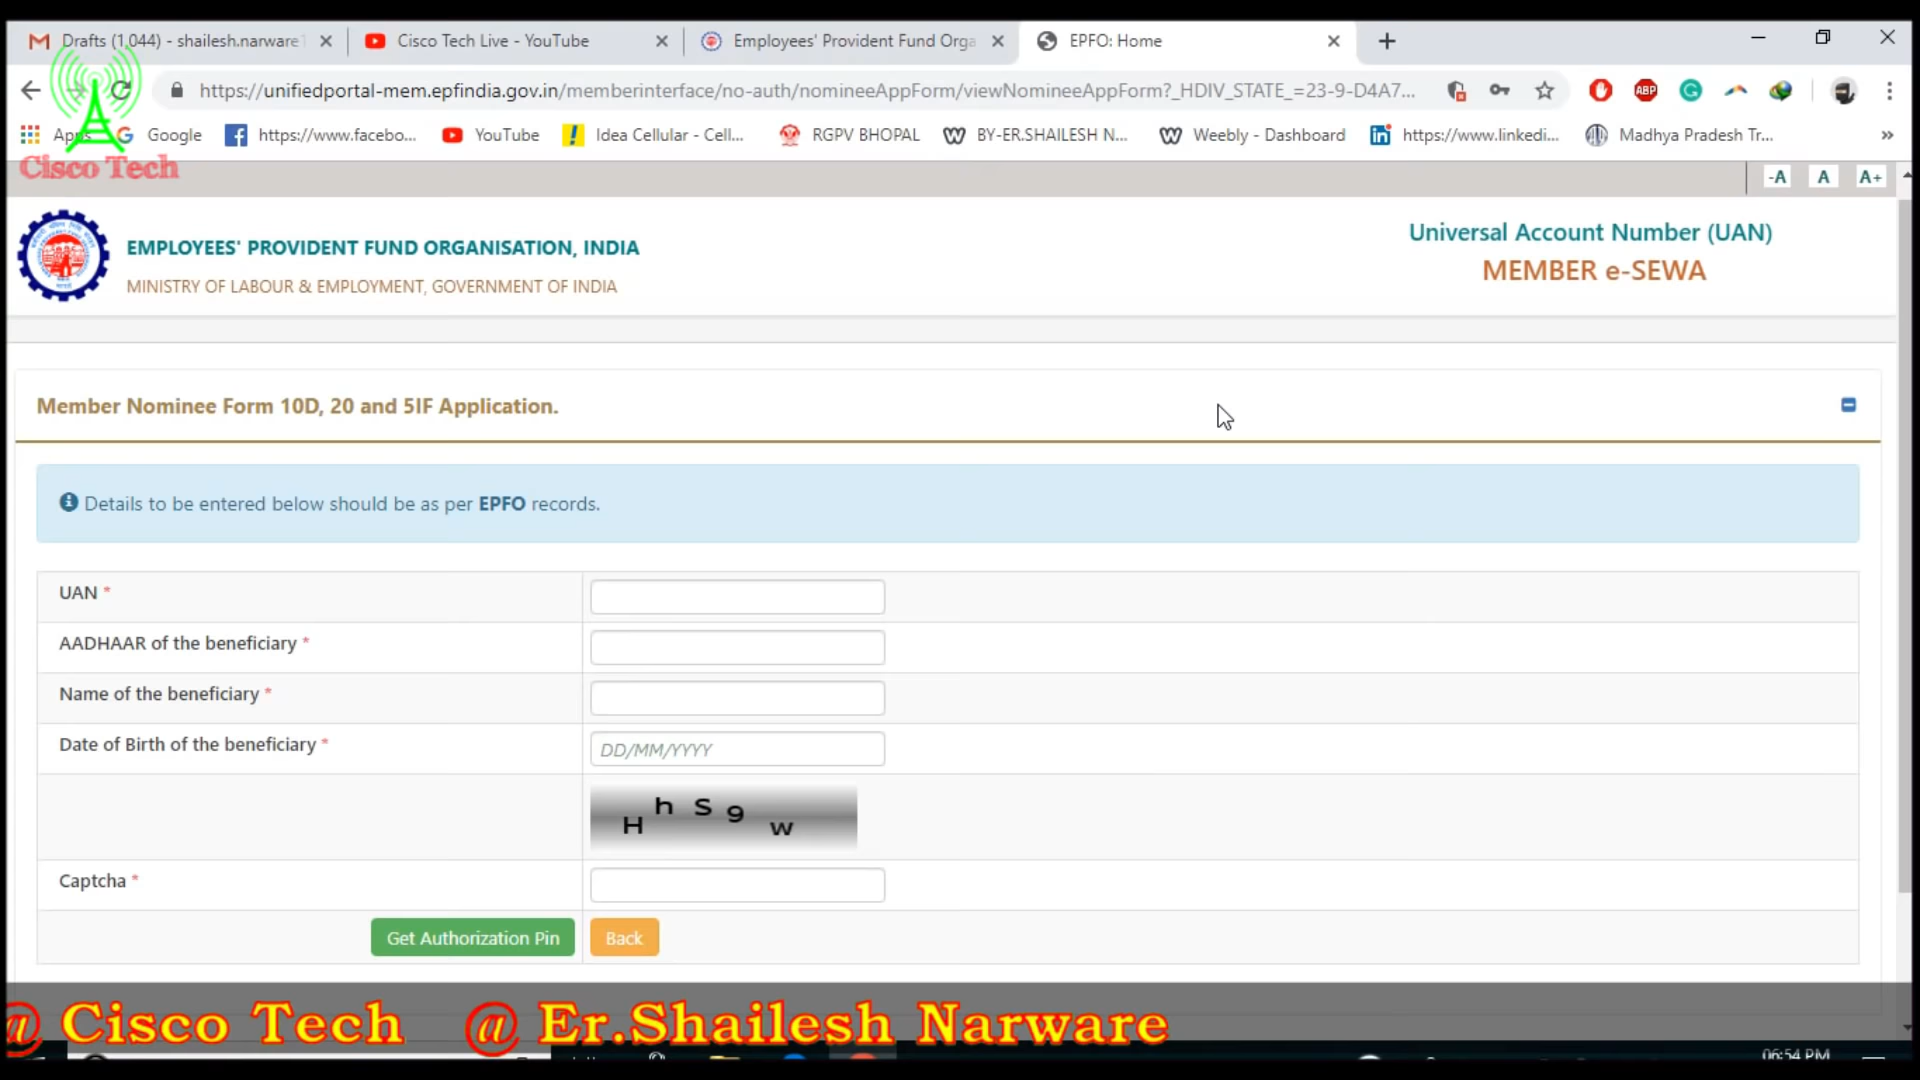 Drafts (1,044) - shailesh.narware
Cisco Tech Live - YouTube
Employees' Provident Fund Orga
EPFO: Home
https://unifiedportal-mem.epfindia.gov.in/memberinterface/no-auth/nomineeAppForm/viewNomineeAppForm?_HDIV_STATE_=23-9-D4A7...
ABP
Apps
Google
https://www.facebo...
YouTube
Idea Cellular - Cell...
RGPV BHOPAL
BY-ER.SHAILESH N...
Weebly - Dashboard
https://www.linkedi...
Madhya Pradesh Tr...
»
Cisco Tech
-A A A+
EMPLOYEES' PROVIDENT FUND ORGANISATION, INDIA
MINISTRY OF LABOUR & EMPLOYMENT, GOVERNMENT OF INDIA
Universal Account Number (UAN)
MEMBER e-SEWA
Member Nominee Form 10D, 20 and 5IF Application.
Details to be entered below should be as per EPFO records.
UAN *
AADHAAR of the beneficiary *
Name of the beneficiary *
Date of Birth of the beneficiary *
DD/MM/YYYY
H h S 9 w
Captcha *
Get Authorization Pin
Back
@ Cisco Tech @ Er.Shailesh Narware
06:54 PM